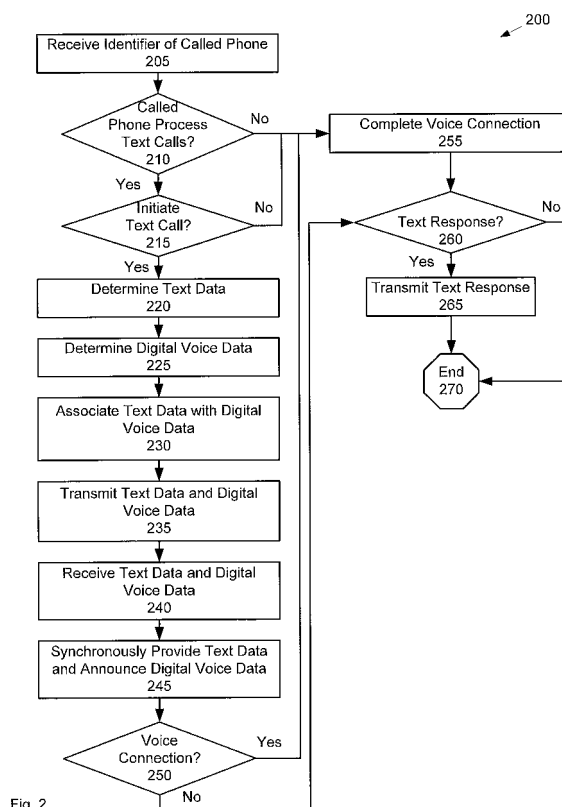 200
Receive Identifier of Called Phone
205
Called
Phone Process
Text Calls?
210
No
Yes
Initiate
Text Call?
215
No
Yes
Determine Text Data
220
Determine Digital Voice Data
225
Associate Text Data with Digital
Voice Data
230
Transmit Text Data and Digital
Voice Data
235
Receive Text Data and Digital
Voice Data
240
Synchronously Provide Text Data
and Announce Digital Voice Data
245
Voice
Connection?
250
Yes
No
Complete Voice Connection
255
Text Response?
260
No
Yes
Transmit Text Response
265
End
270
Fig. 2